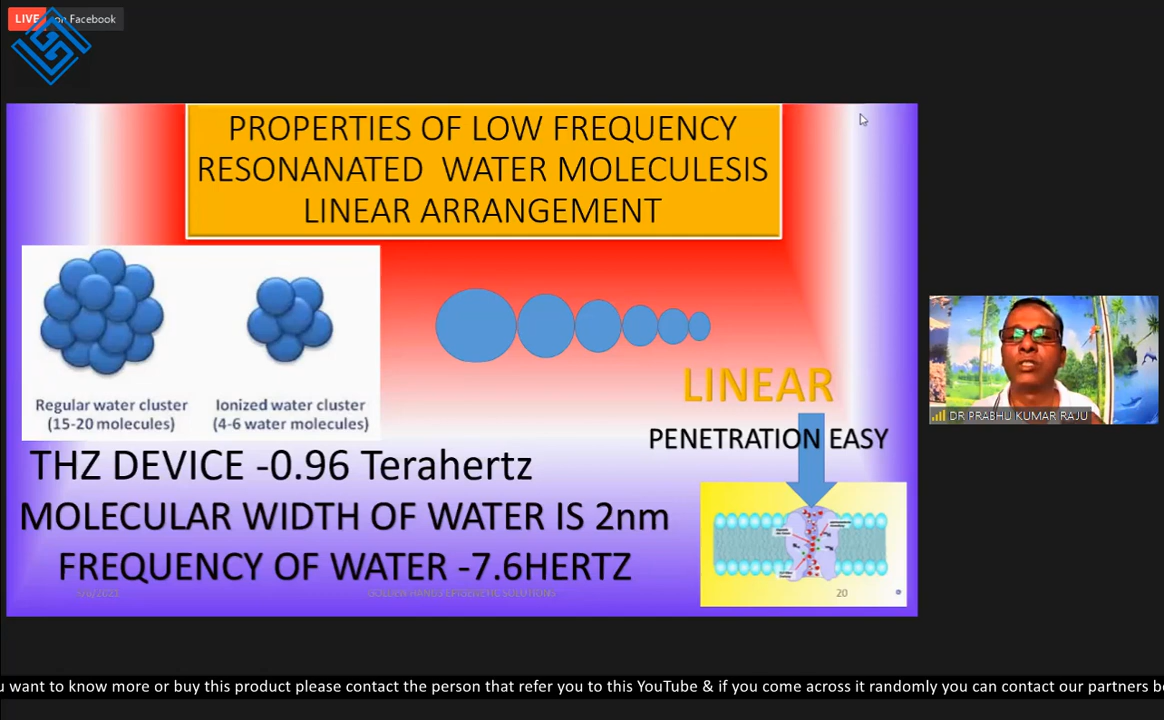 LIVE on Facebook
PROPERTIES OF LOW FREQUENCY
RESONANATED WATER MOLECULESIS
LINEAR ARRANGEMENT
Regular water cluster
(15-20 molecules)
Ionized water cluster
(4-6 water molecules)
LINEAR
PENETRATION EASY
THZ DEVICE -0.96 Terahertz
MOLECULAR WIDTH OF WATER IS 2nm
FREQUENCY OF WATER -7.6HERTZ
GOLDEN HANGS EPIGENETIC SOLUTIONS
20
DR PRABHU KUMAR RAJU
u want to know more or buy this product please contact the person that refer you to this YouTube & if you come across it randomly you can contact our partners be